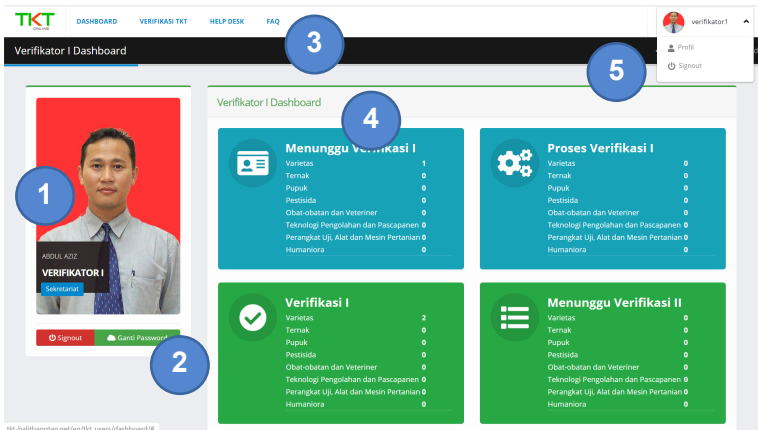 TKT
ONLINE
DASHBOARD VERIFIKASI TKT HELP DESK FAQ
verifikator1
Profil
Signout
Verifikator I Dashboard
3
5
Verifikator I Dashboard
4
1
ABDUL AZIZ
VERIFIKATOR I
Sekretariat
Signout Ganti Password
2
Menunggu Verifikasi I
Varietas 1
Ternak 0
Pupuk 0
Pestisida 0
Obat-obatan dan Veteriner 0
Teknologi Pengolahan dan Pascapanen 0
Perangkat Uji, Alat dan Mesin Pertanian 0
Humaniora 0
Proses Verifikasi I
Varietas 0
Ternak 0
Pupuk 0
Pestisida 0
Obat-obatan dan Veteriner 0
Teknologi Pengolahan dan Pascapanen 0
Perangkat Uji, Alat dan Mesin Pertanian 0
Humaniora 0
Verifikasi I
Varietas 2
Ternak 0
Pupuk 0
Pestisida 0
Obat-obatan dan Veteriner 0
Teknologi Pengolahan dan Pascapanen 0
Perangkat Uji, Alat dan Mesin Pertanian 0
Humaniora 0
Menunggu Verifikasi II
Varietas 0
Ternak 0
Pupuk 0
Pestisida 0
Obat-obatan dan Veteriner 0
Teknologi Pengolahan dan Pascapanen 0
Perangkat Uji, Alat dan Mesin Pertanian 0
Humaniora 0